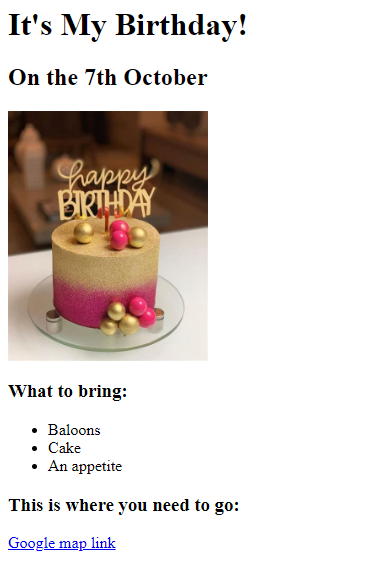 It's My Birthday!
On the 7th October
happy
BIRTHDAY
What to bring:
Baloons
Cake
An appetite
This is where you need to go:
Google map link